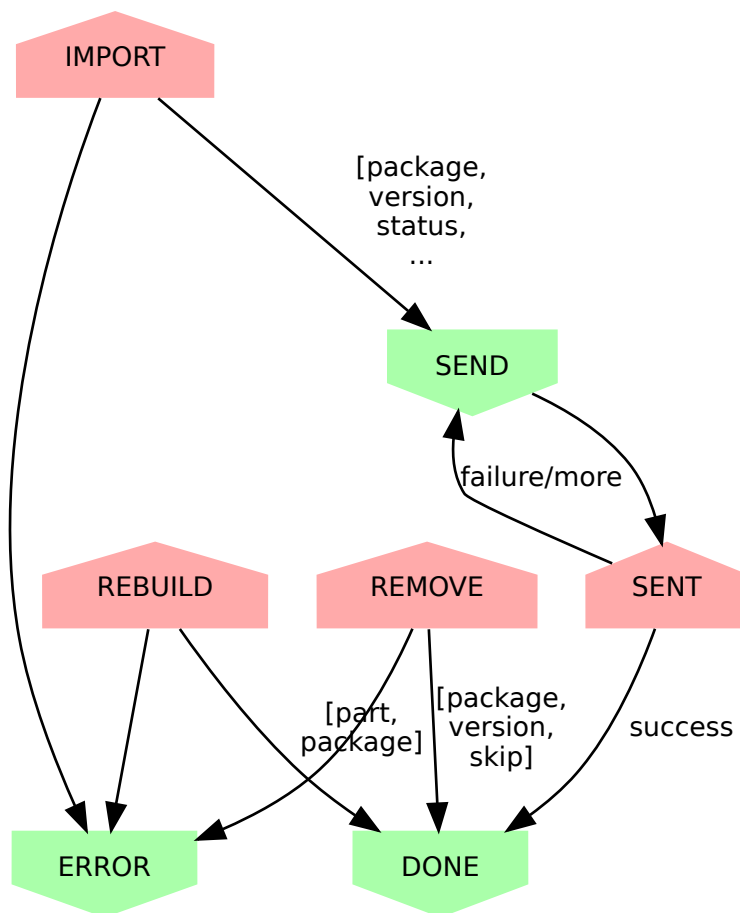 IMPORT
[package,
version,
status,
...
SEND
failure/more
REBUILD
REMOVE
SENT
[part,
package]
[package,
version,
skip]
success
ERROR
DONE